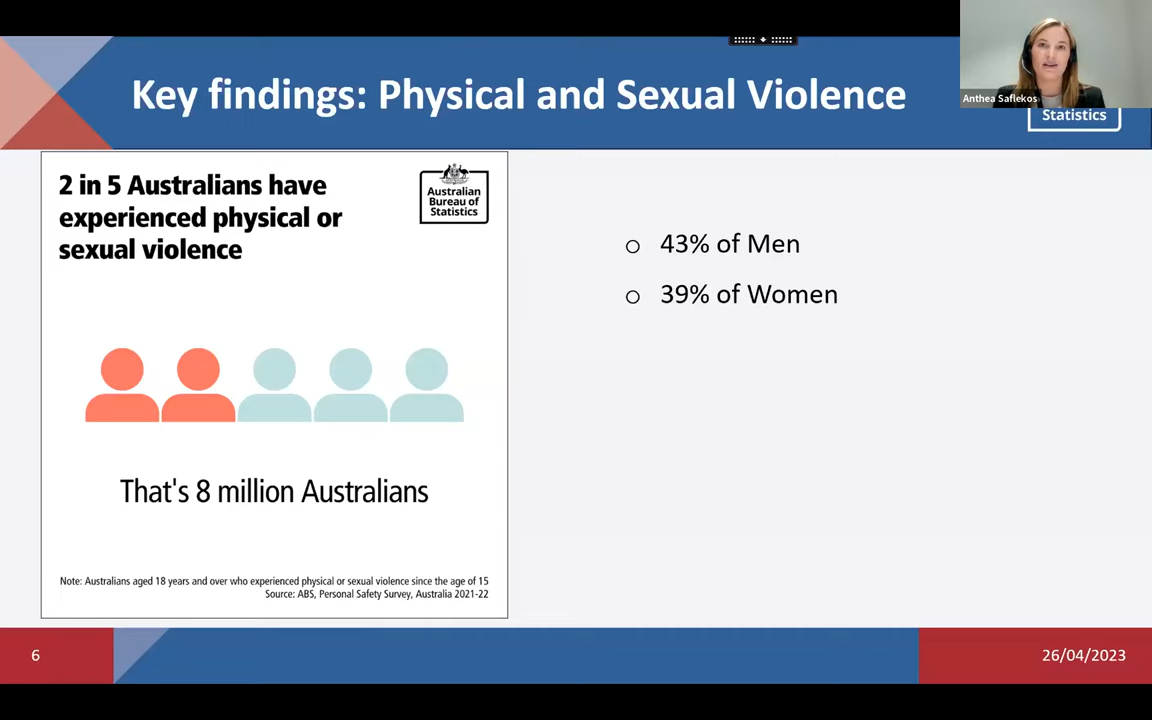 Key findings: Physical and Sexual Violence
Anthea Saflekos
Statistics
2 in 5 Australians have
experienced physical or
sexual violence
Australian
Bureau of
Statistics
43% of Men
39% of Women
That's 8 million Australians
Note: Australians aged 18 years and over who experienced physical or sexual violence since the age of 15
Source: ABS, Personal Safety Survey, Australia 2021-22
6
26/04/2023